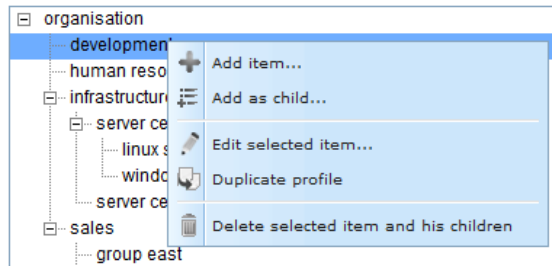 organisation
development
Add item...
human reso
Add as child...
infrastructure
server ce
Edit selected item...
linux s
windo
Duplicate profile
server ce
Delete selected item and his children
sales
group east